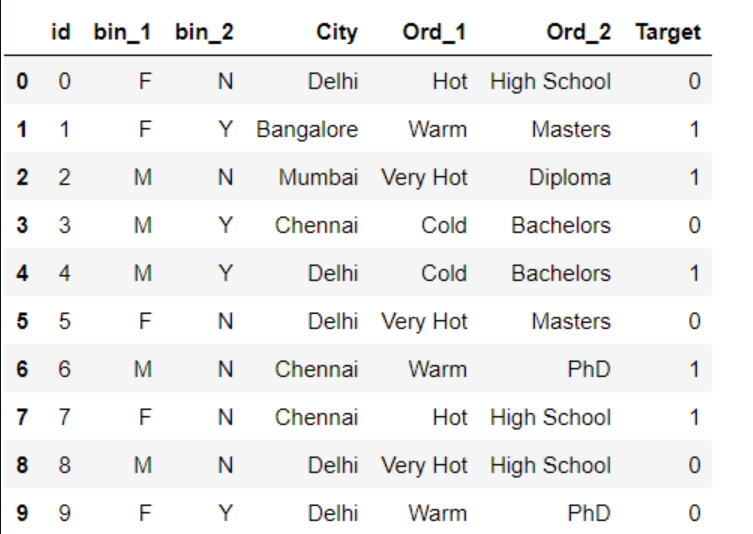 id bin_1 bin_2 City Ord_1 Ord_2 Target
0 0 F N Delhi Hot High School 0
1 1 F Y Bangalore Warm Masters 1
2 2 M N Mumbai Very Hot Diploma 1
3 3 M Y Chennai Cold Bachelors 0
4 4 M Y Delhi Cold Bachelors 1
5 5 F N Delhi Very Hot Masters 0
6 6 M N Chennai Warm PhD 1
7 7 F N Chennai Hot High School 1
8 8 M N Delhi Very Hot High School 0
9 9 F Y Delhi Warm PhD 0